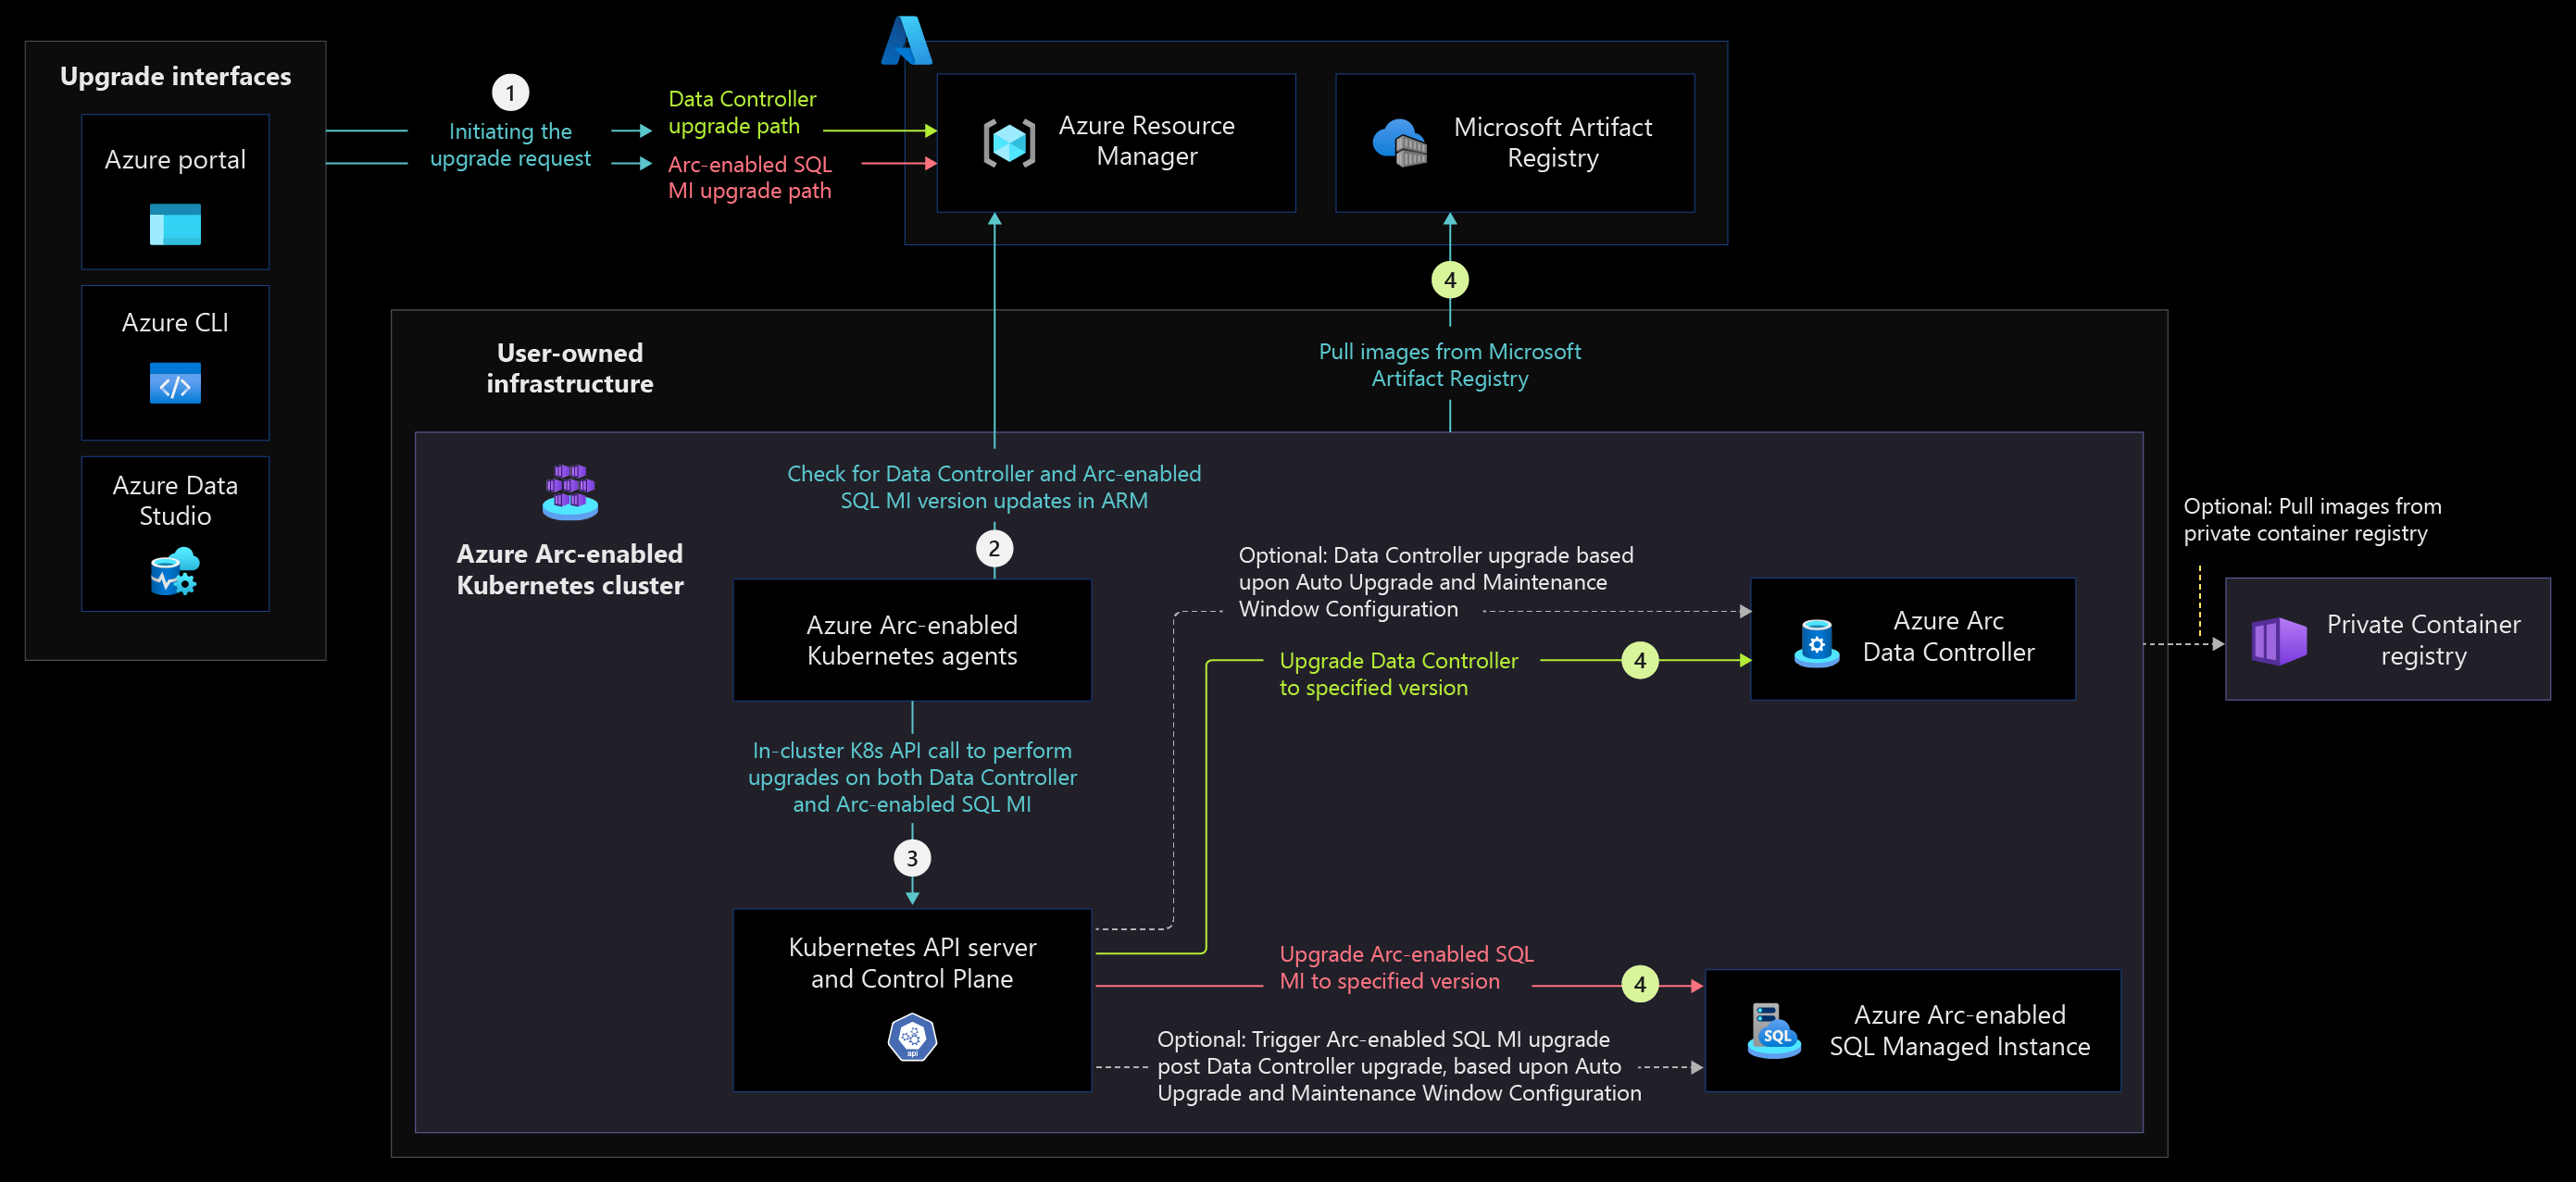 Upgrade interfaces
Azure portal
Azure CLI
Azure Data
Studio
1
Initiating the
upgrade request
Data Controller
upgrade path
Arc-enabled SQL
MI upgrade path
Azure Resource
Manager
Microsoft Artifact
Registry
4
Pull images from Microsoft
Artifact Registry
User-owned
infrastructure
Azure Arc-enabled
Kubernetes cluster
Check for Data Controller and Arc-enabled
SQL MI version updates in ARM
2
Azure Arc-enabled
Kubernetes agents
In-cluster K8s API call to perform
upgrades on both Data Controller
and Arc-enabled SQL MI
3
Kubernetes API server
and Control Plane
api
Optional: Data Controller upgrade based
upon Auto Upgrade and Maintenance
Window Configuration
Upgrade Data Controller
to specified version
4
Azure Arc
Data Controller
Upgrade Arc-enabled SQL
MI to specified version
4
Optional: Trigger Arc-enabled SQL MI upgrade
post Data Controller upgrade, based upon Auto
Upgrade and Maintenance Window Configuration
SQL
Azure Arc-enabled
SQL Managed Instance
Optional: Pull images from
private container registry
Private Container
registry